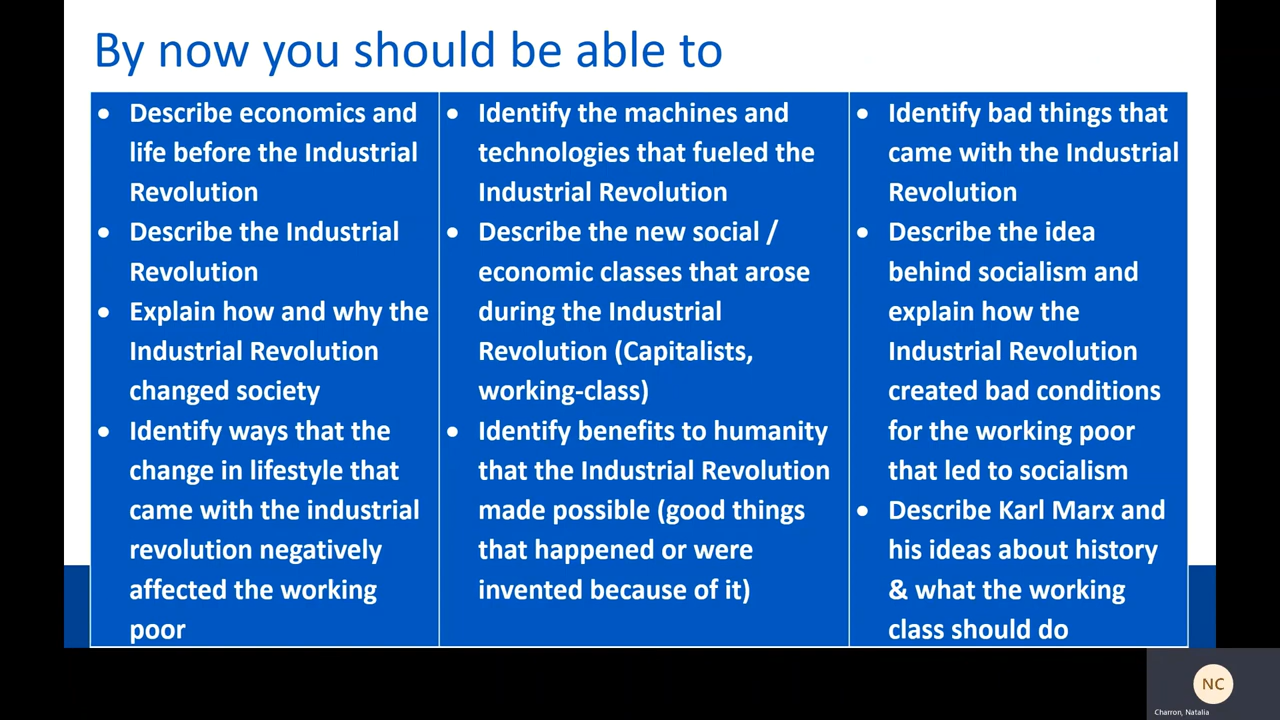 By now you should be able to
• Describe economics and
life before the Industrial
Revolution
• Describe the Industrial
Revolution
• Explain how and why the
Industrial Revolution
changed society
• Identify ways that the
change in lifestyle that
came with the industrial
revolution negatively
affected the working
poor
• Identify the machines and
technologies that fueled the
Industrial Revolution
• Describe the new social /
economic classes that arose
during the Industrial
Revolution (Capitalists,
working-class)
• Identify benefits to humanity
that the Industrial Revolution
made possible (good things
that happened or were
invented because of it)
• Identify bad things that
came with the Industrial
Revolution
• Describe the idea
behind socialism and
explain how the
Industrial Revolution
created bad conditions
for the working poor
that led to socialism
• Describe Karl Marx and
his ideas about history
& what the working
class should do
NC
Charron, Natalia